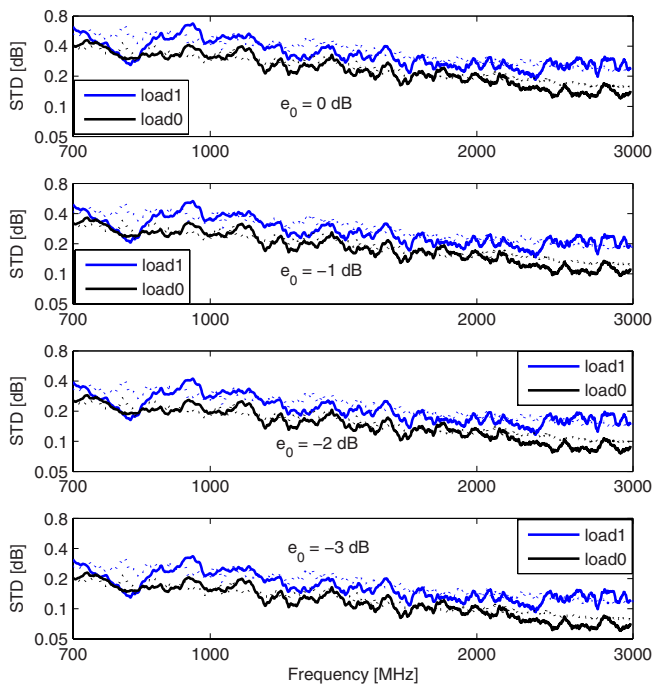 0.8
0.4
0.2
0.1
0.05
STD [dB]
load1
load0
e0 = 0 dB
700
1000
2000
3000
0.8
0.4
0.2
0.1
0.05
STD [dB]
load1
load0
e0 = −1 dB
700
1000
2000
3000
0.8
0.4
0.2
0.1
0.05
STD [dB]
load1
load0
e0 = −2 dB
700
1000
2000
3000
0.8
0.4
0.2
0.1
0.05
STD [dB]
e0 = −3 dB
load1
load0
700
1000
2000
3000
Frequency [MHz]